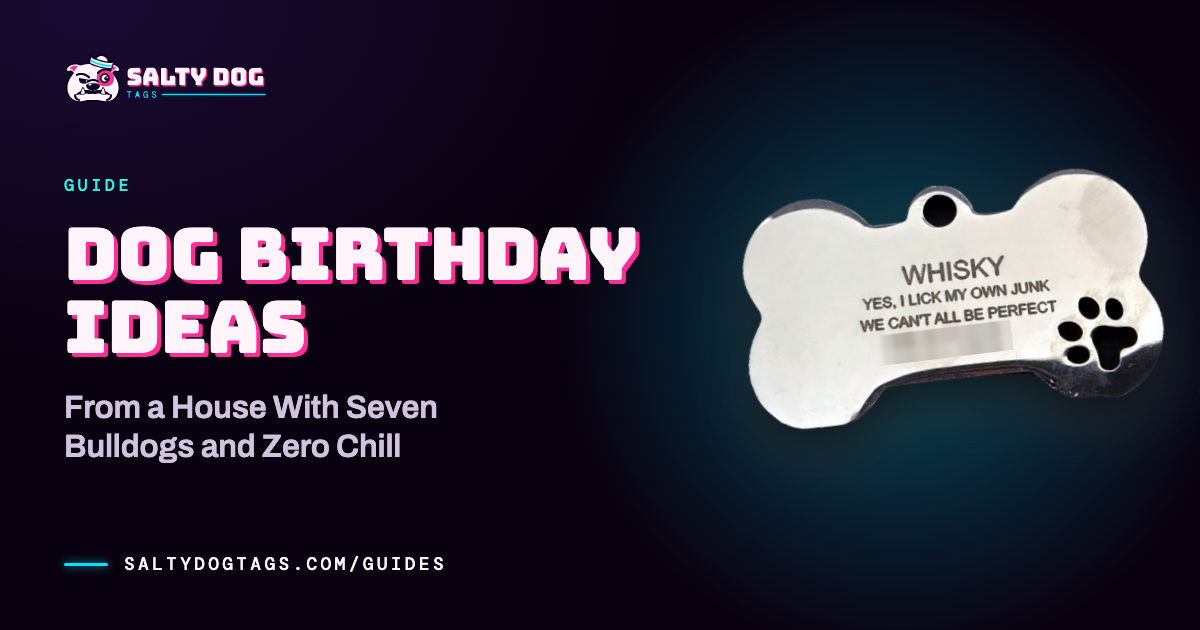 SALTY DOG
TAGS
GUIDE
DOG BIRTHDAY
IDEAS
From a House With Seven
Bulldogs and Zero Chill
SALTYDOGTAGS.COM/GUIDES
WHISKY
YES, I LICK MY OWN JUNK
WE CAN'T ALL BE PERFECT